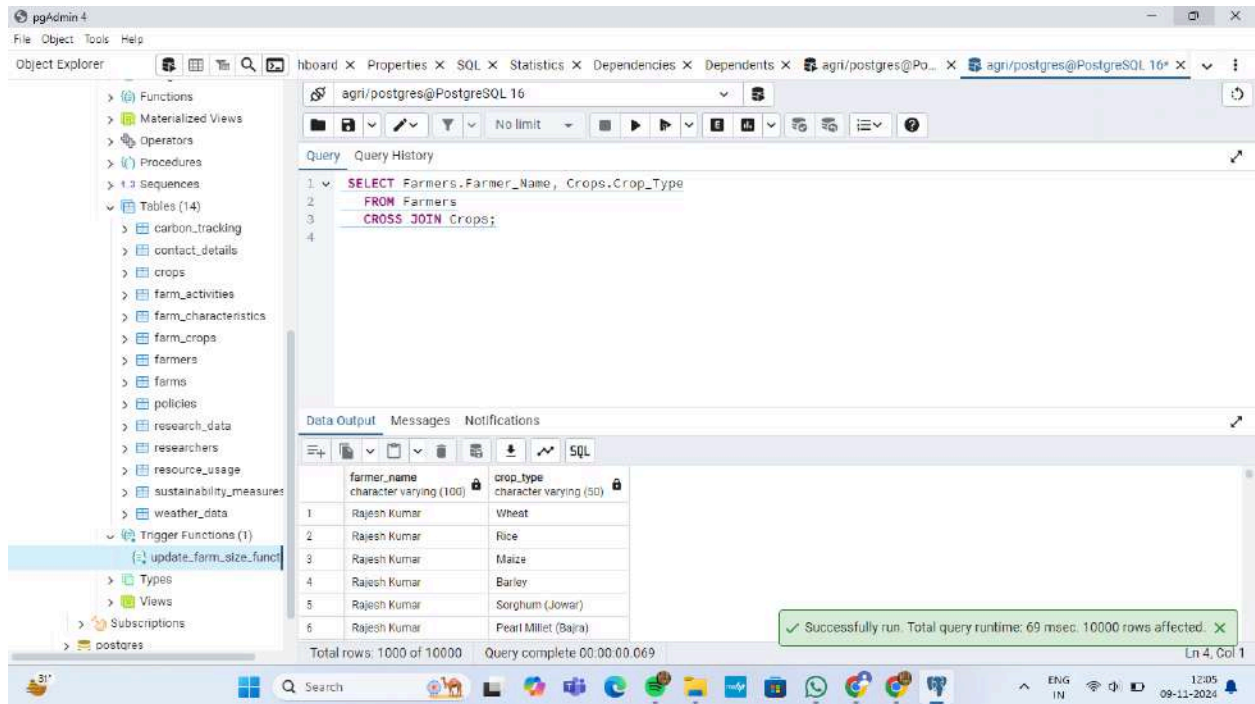 pgAdmin 4
File Object Tools Help
Object Explorer
hboard Properties SQL Statistics Dependencies Dependents agri/postgres@Po... agri/postgres@PostgreSQL 16*
Functions
Materialized Views
Operators
Procedures
1..3 Sequences
Tables (14)
carbon_tracking
contact_details
crops
farm_activities
farm_characteristics
farm_crops
farmers
farms
policies
research_data
researchers
resource_usage
sustainability_measures
weather_data
Trigger Functions (1)
update_farm_size_funct
Types
Views
Subscriptions
postgres
agri/postgres@PostgreSQL 16
No limit
Query Query History
1 SELECT Farmers.Farmer_Name, Crops.Crop_Type
2 FROM Farmers
3 CROSS JOIN Crops;
4
Data Output Messages Notifications
SQL
farmer_name crop_type
character varying (100) character varying (50)
1 Rajesh Kumar Wheat
2 Rajesh Kumar Rice
3 Rajesh Kumar Maize
4 Rajesh Kumar Barley
5 Rajesh Kumar Sorghum (Jowar)
6 Rajesh Kumar Pearl Millet (Bajra)
Successfully run. Total query runtime: 69 msec. 10000 rows affected.
Total rows: 1000 of 10000 Query complete 00:00:00.069 Ln 4, Col 1
31°
Search
ENG
IN
12:05
09-11-2024